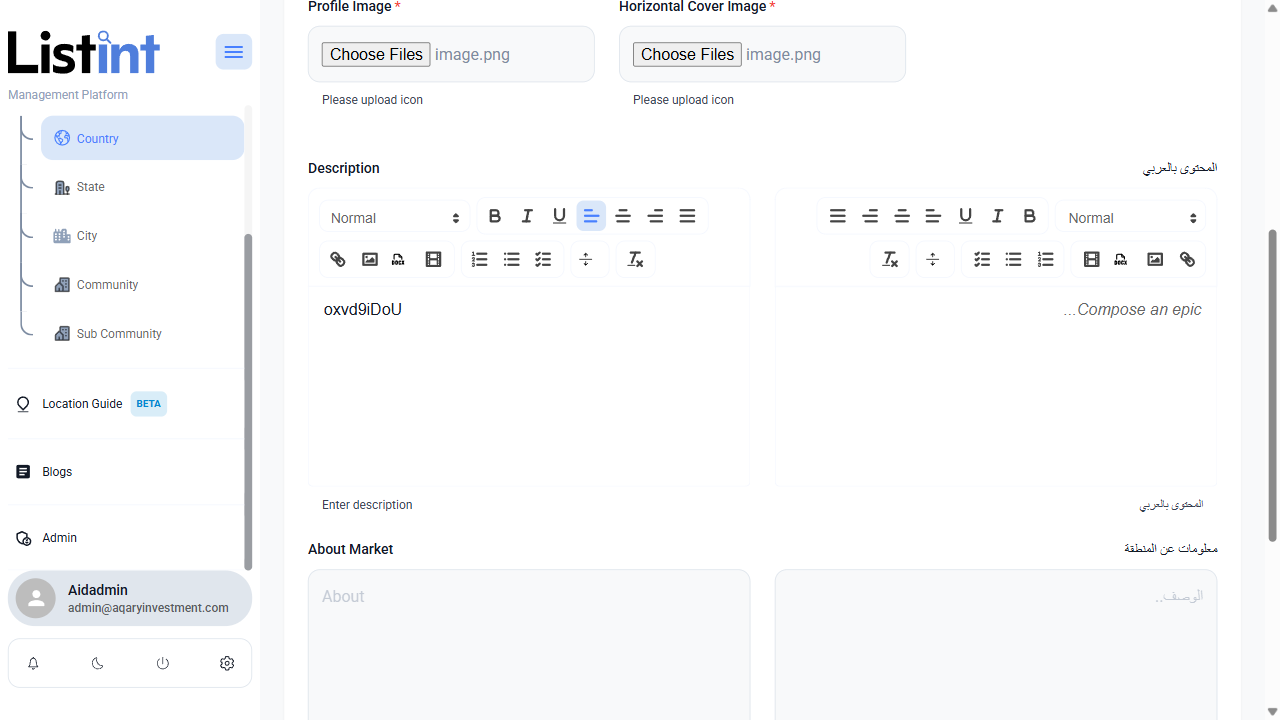 Listint
Management Platform
Country
State
City
Community
Sub Community
Location Guide BETA
Blogs
Admin
Aidadmin
admin@aqaryinvestment.com
Profile Image *
Horizontal Cover Image *
Choose Files image.png
Choose Files image.png
Please upload icon
Please upload icon
Description
المحتوى بالعربي
Normal
Normal
oxvd9iDoU
...Compose an epic
Enter description
المحتوى بالعربي
About Market
معلومات عن المنطقة
About
الوصف..